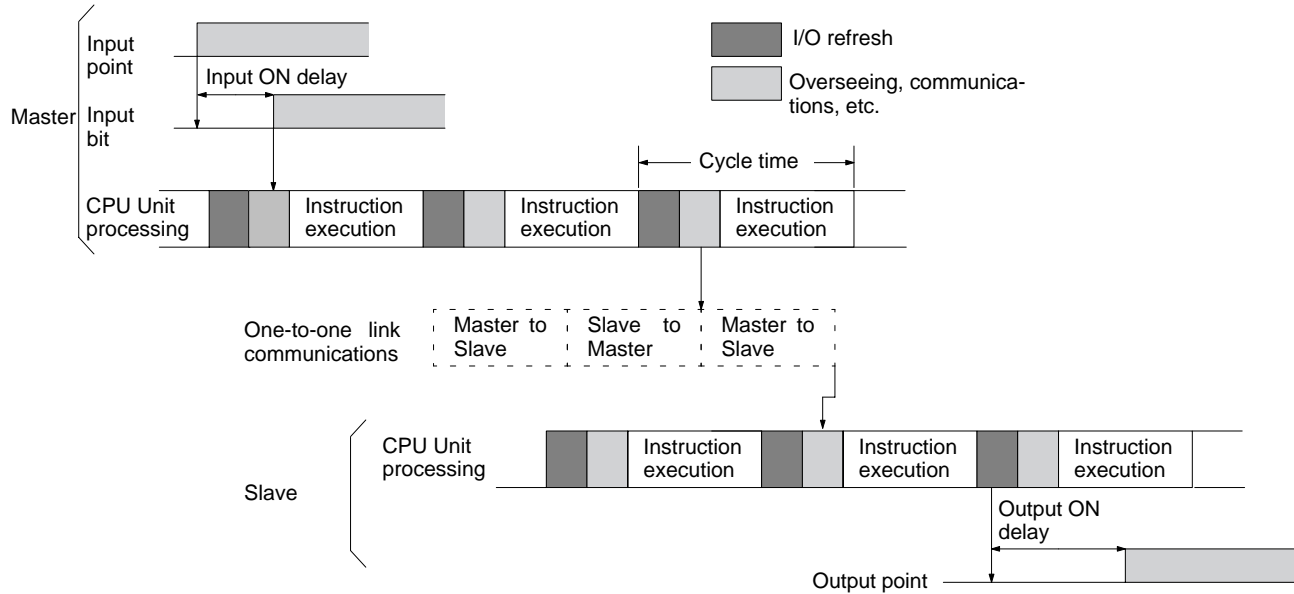 Input
point
I/O refresh
Input ON delay
Overseeing, communica-
tions, etc.
Master
Input
bit
Cycle time
CPU Unit
processing
Instruction
execution
Instruction
execution
Instruction
execution
One-to-one link
communications
Master to
Slave
Slave to
Master
Master to
Slave
Slave
CPU Unit
processing
Instruction
execution
Instruction
execution
Instruction
execution
Output ON
delay
Output point